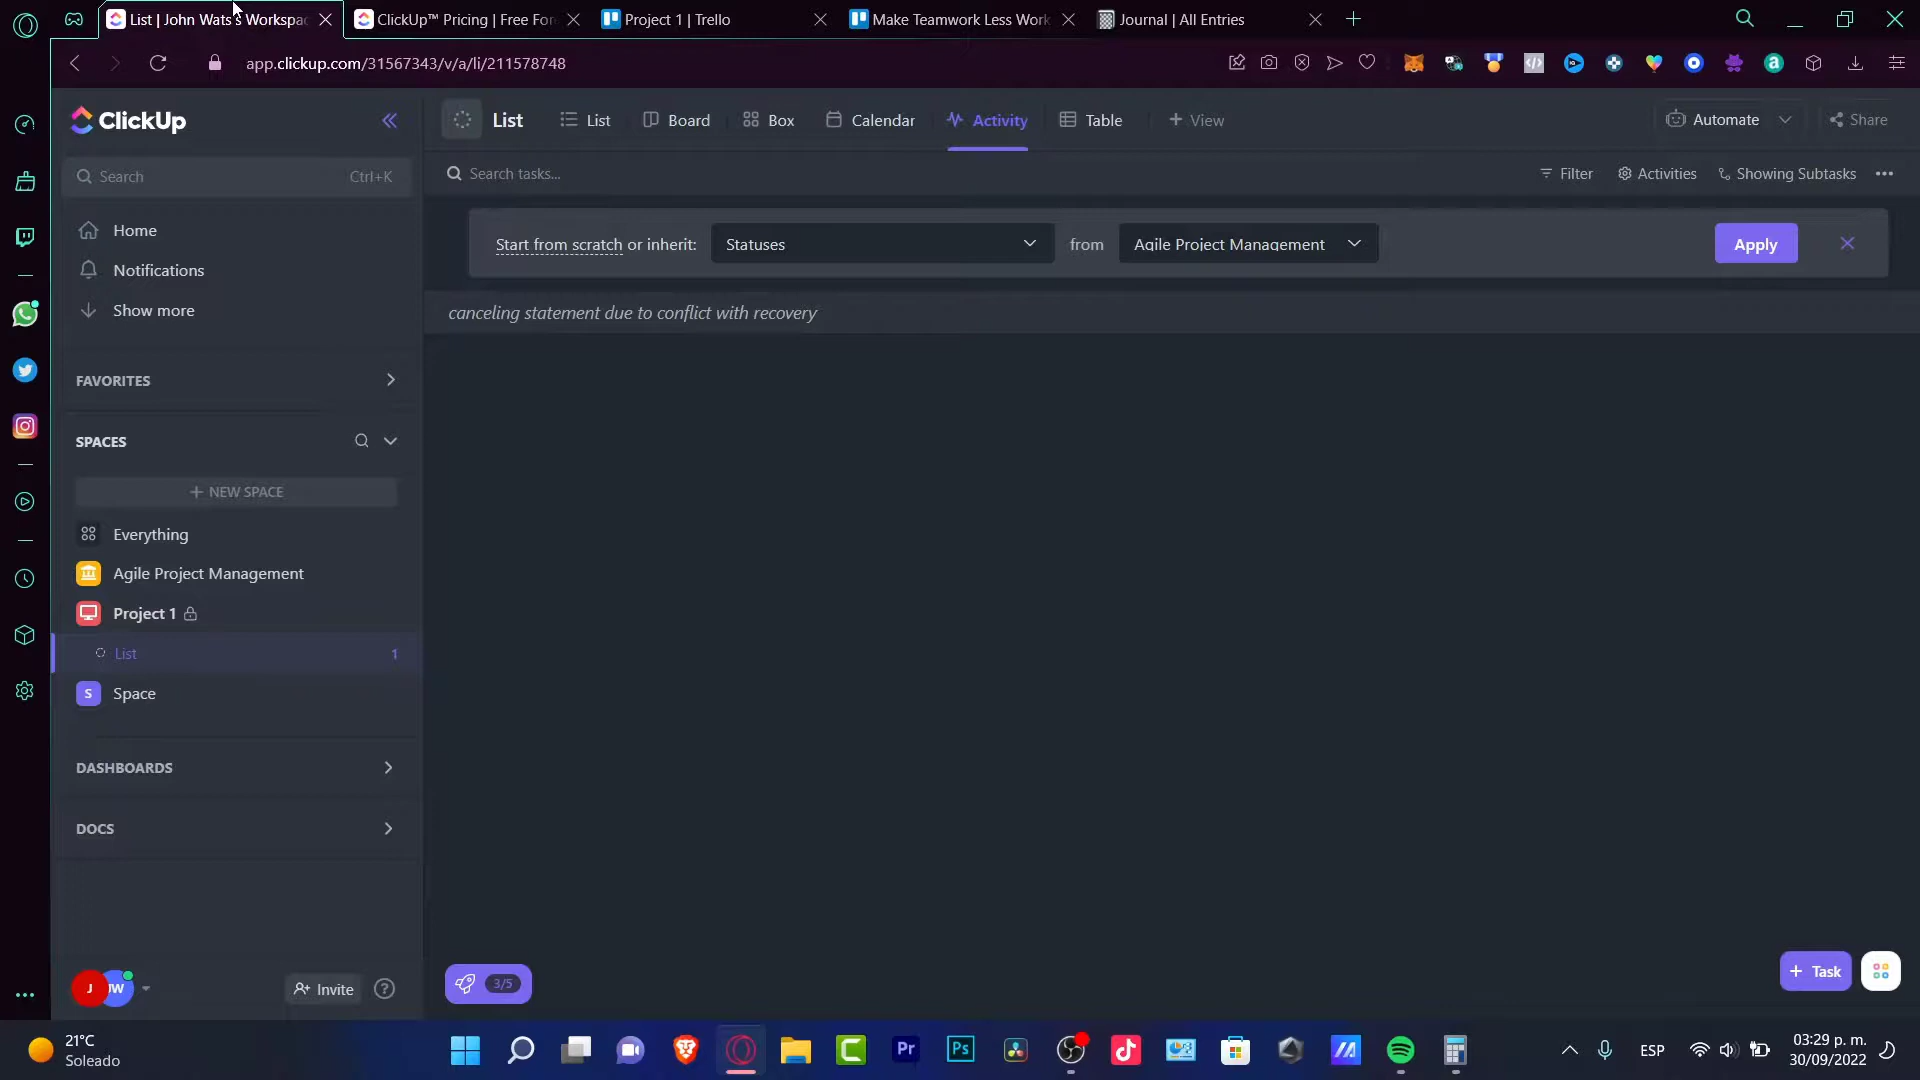 List | John Wats's Workspac
ClickUp™ Pricing | Free For
Project 1 | Trello
Make Teamwork Less Work
Journal | All Entries
app.clickup.com/31567343/v/a/li/211578748
ClickUp
List
List
Board
Box
Calendar
Activity
Table
+ View
Automate
Share
Search
Ctrl+K
Search tasks...
Filter
Activities
Showing Subtasks
Home
Notifications
Show more
Start from scratch or inherit:
Statuses
from
Agile Project Management
Apply
canceling statement due to conflict with recovery
FAVORITES
SPACES
+ NEW SPACE
Everything
Agile Project Management
Project 1
List
1
S
Space
DASHBOARDS
DOCS
J
JW
Invite
3/5
+ Task
21°C
Soleado
Pr
Ps
ESP
03:29 p. m.
30/09/2022